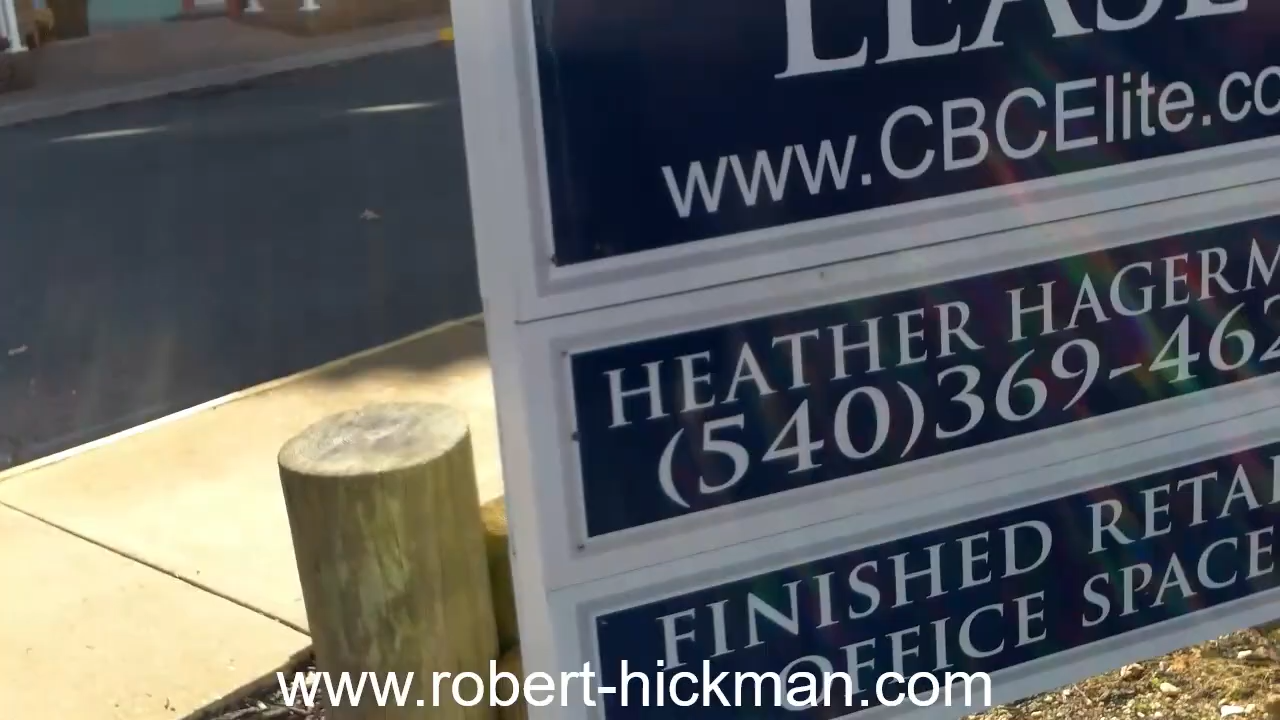 LEASE
www.CBCElite.co
HEATHER HAGERM
(540)369-462
FINISHED RETAI
OFFICE SPACE
www.robert-hickman.com